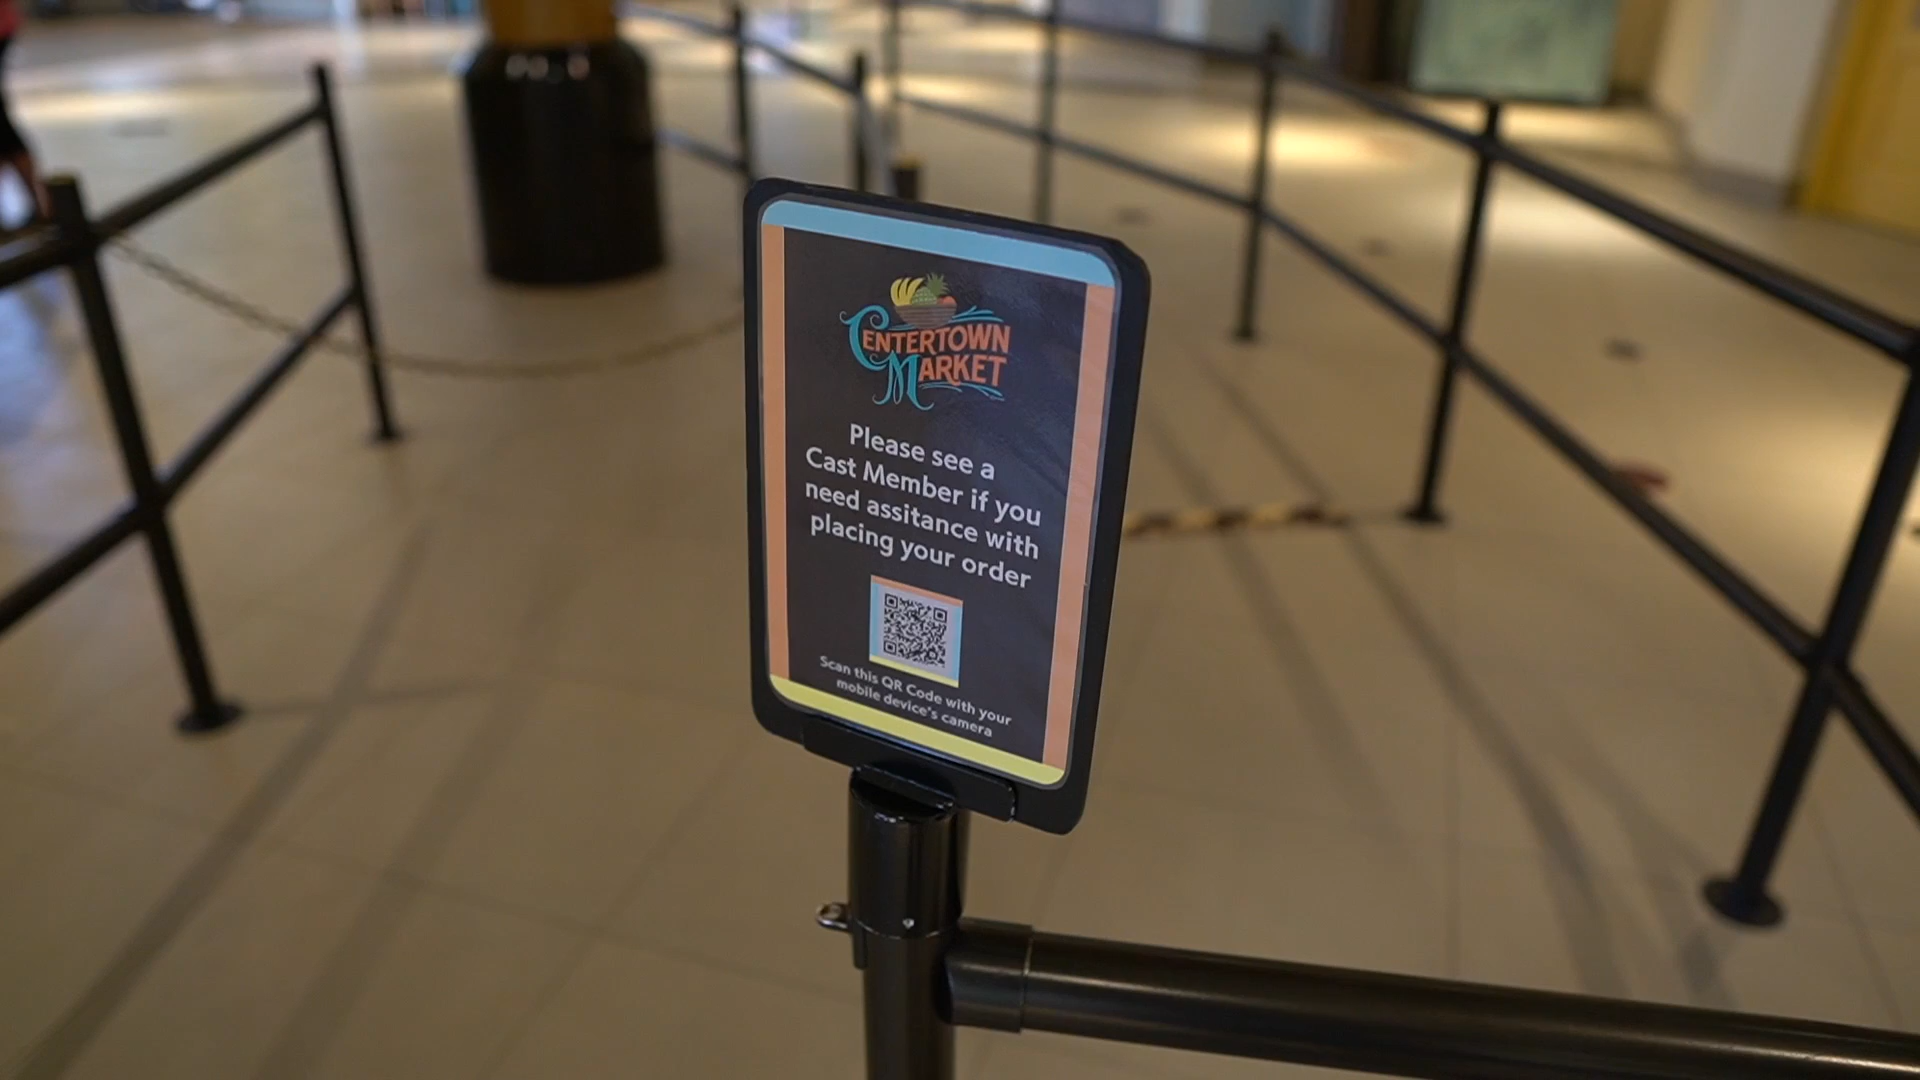 CENTERTOWN
MARKET
Please see a
Cast Member if you
need assitance with
placing your order
Scan this QR Code with your
mobile device's camera